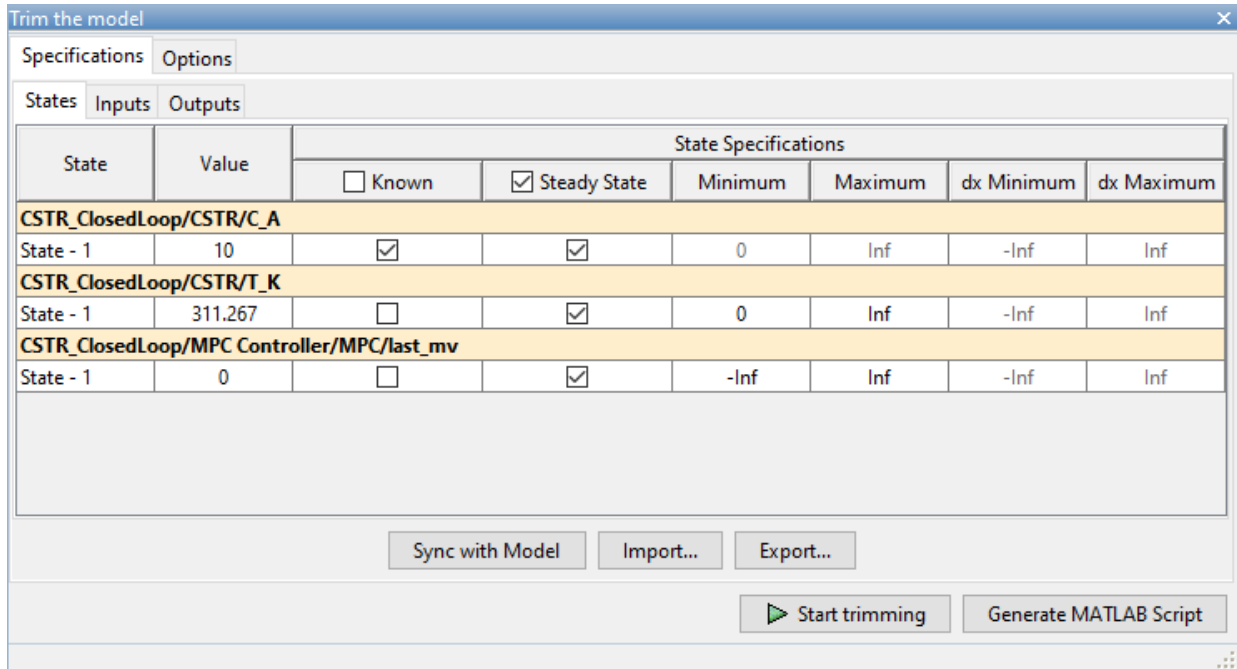 Trim the model
Specifications Options
States Inputs Outputs
State Value State Specifications
Known Steady State Minimum Maximum dx Minimum dx Maximum
CSTR_ClosedLoop/CSTR/C_A
State - 1 10 0 Inf -Inf Inf
CSTR_ClosedLoop/CSTR/T_K
State - 1 311.267 0 Inf -Inf Inf
CSTR_ClosedLoop/MPC Controller/MPC/last_mv
State - 1 0 -Inf Inf -Inf Inf
Sync with Model Import... Export...
Start trimming Generate MATLAB Script